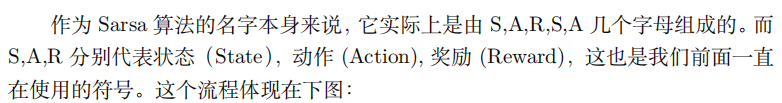 作为 Sarsa 算法的名字本身来说, 它实际上是由 S,A,R,S,A 几个字母组成的。而
S,A,R 分别代表状态（State），动作 (Action), 奖励 (Reward)，这也是我们前面一直
在使用的符号。这个流程体现在下图：